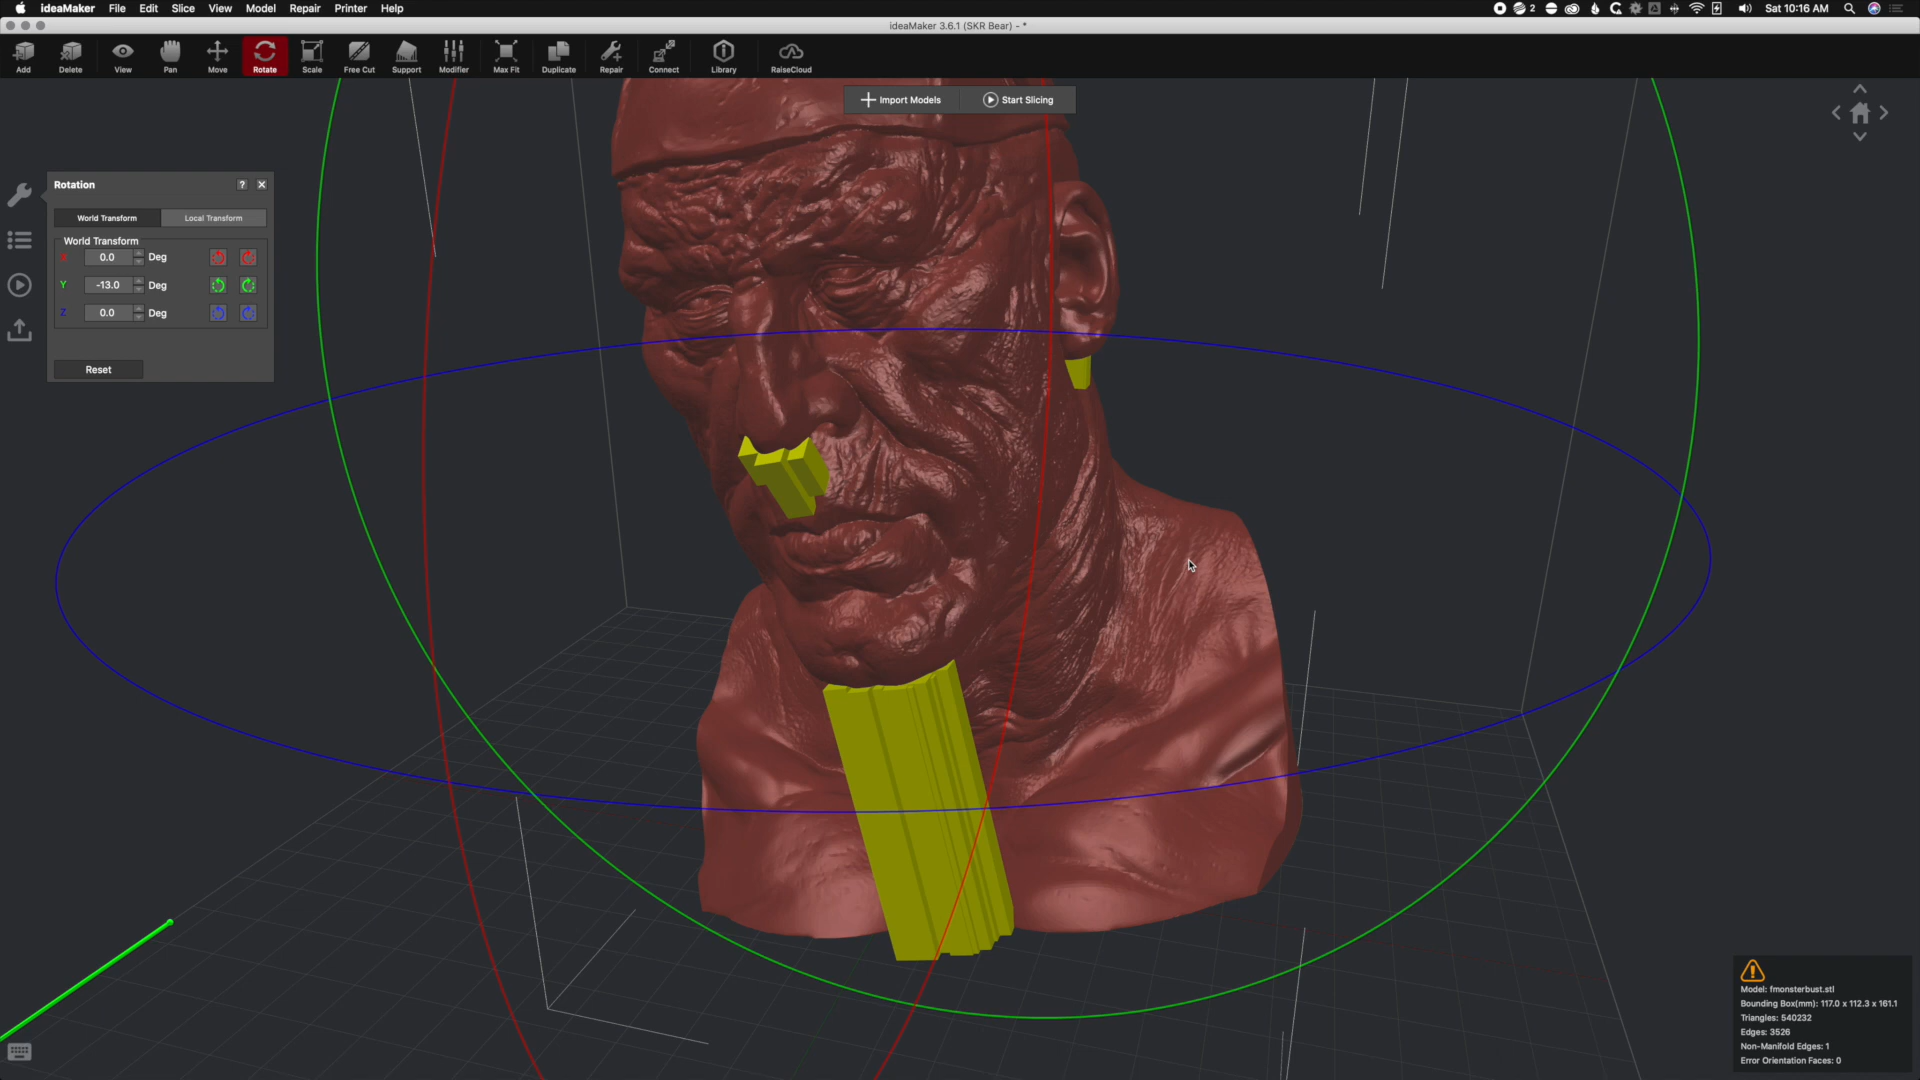 ideaMaker File Edit Slice View Model Repair Printer Help
2 Sat 10:16 AM
ideaMaker 3.6.1 (SKR Bear) - *
Add Delete View Pan Move Rotate Scale Free Cut Support Modifier Max Fit Duplicate Repair Connect Library RaiseCloud
Import Models Start Slicing
Rotation ?
World Transform Local Transform
World Transform
X 0.0 Deg
Y -13.0 Deg
Z 0.0 Deg
Reset
Model: fmonsterbust.stl
Bounding Box(mm): 117.0 x 112.3 x 161.1
Triangles: 540232
Edges: 3526
Non-Manifold Edges: 1
Error Orientation Faces: 0